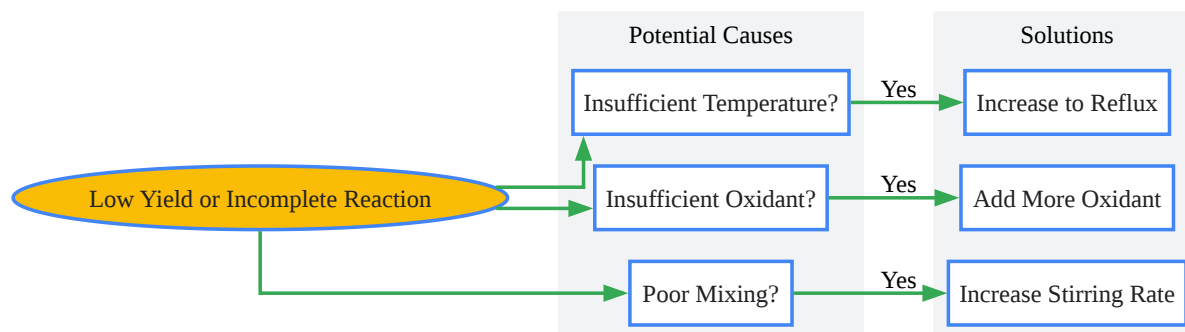 Potential Causes
Solutions
Insufficient Temperature?
Yes
Increase to Reflux
Low Yield or Incomplete Reaction
Insufficient Oxidant?
Yes
Add More Oxidant
Poor Mixing?
Yes
Increase Stirring Rate